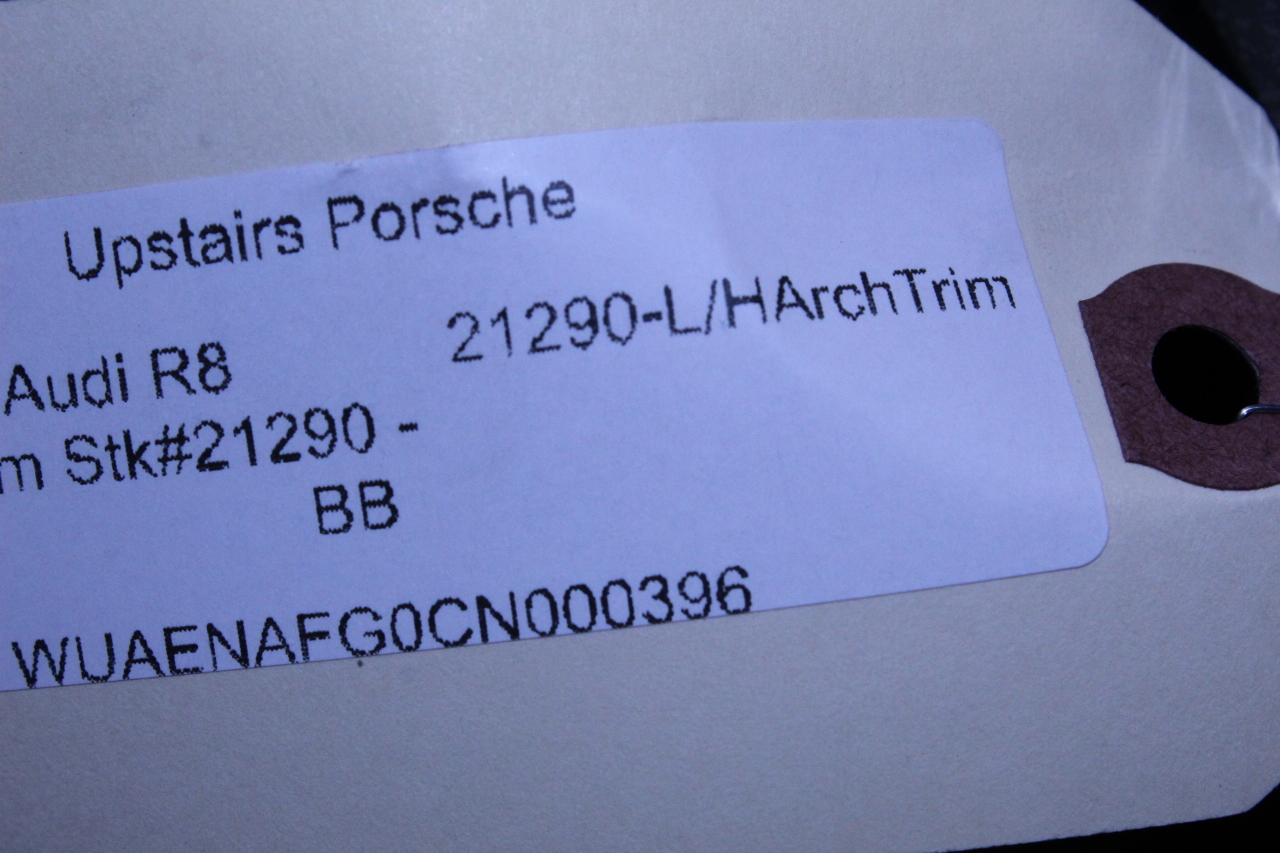 Upstairs Porsche
21290-L/HArchTrim
Audi R8
m Stk#21290 -
BB
WUAENAFG0CN000396